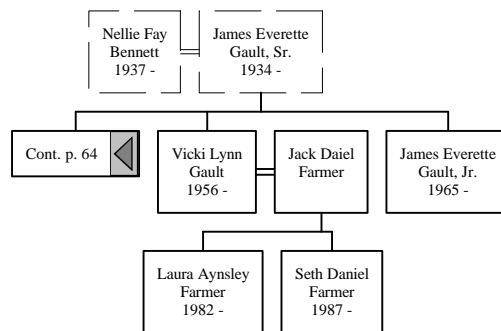 Nellie Fay
Bennett
1937 -
James Everette
Gault, Sr.
1934 -
Cont. p. 64
Vicki Lynn
Gault
1956 -
Jack Daiel
Farmer
James Everette
Gault, Jr.
1965 -
Laura Aynsley
Farmer
1982 -
Seth Daniel
Farmer
1987 -